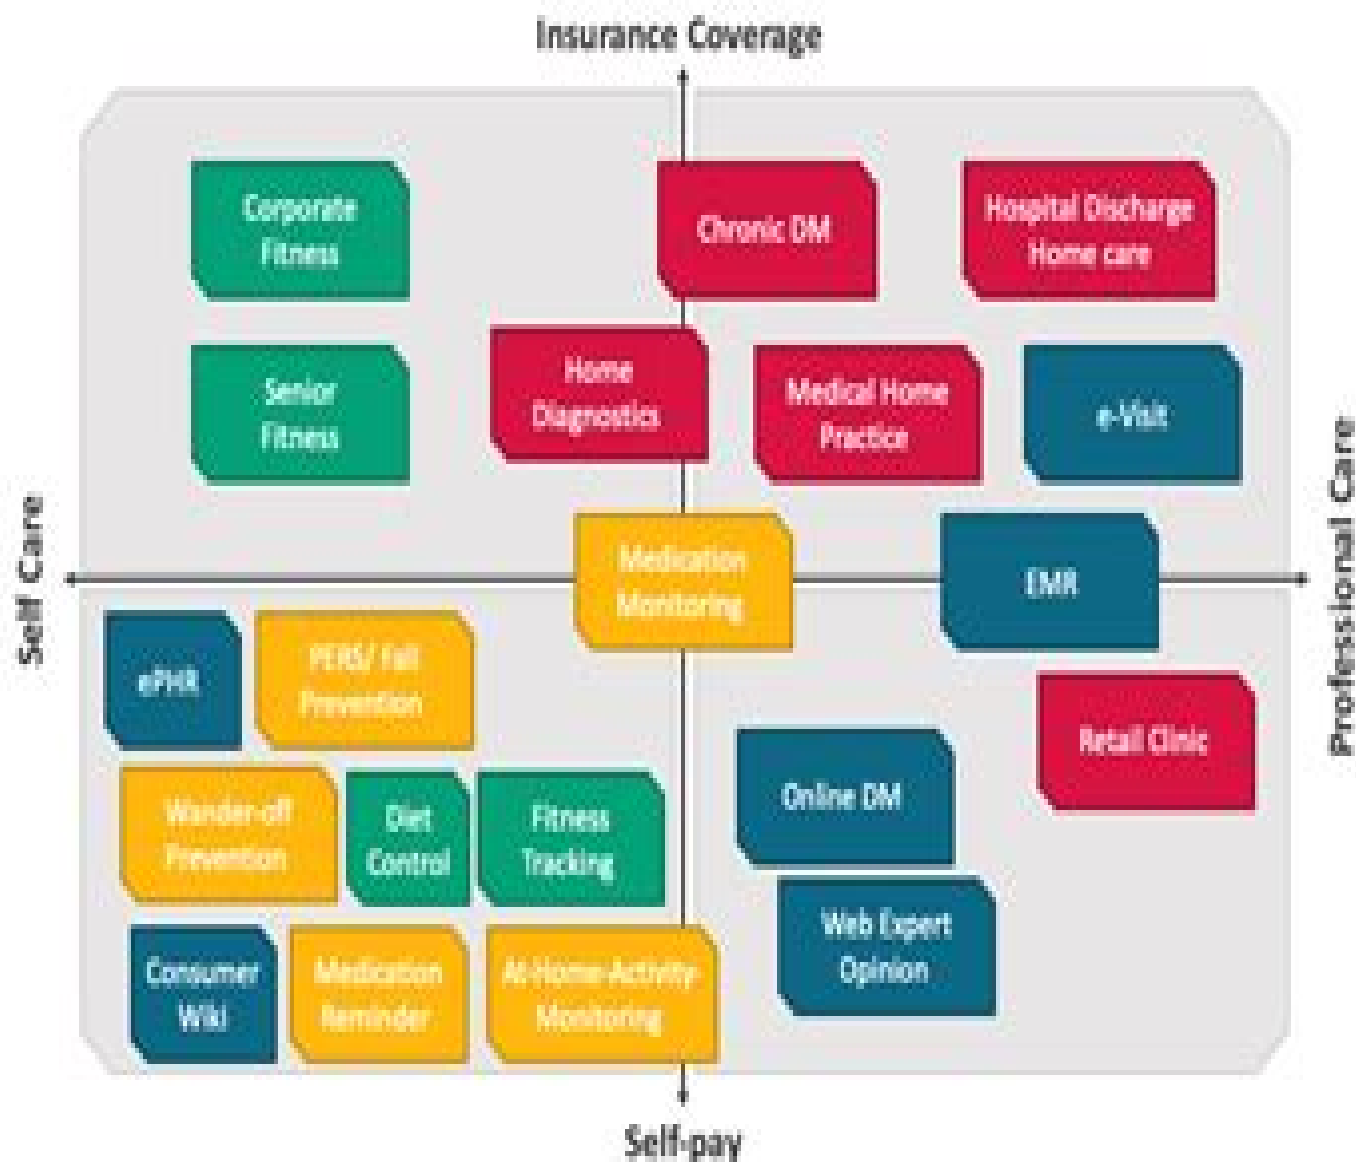 Insurance Coverage
Corporate
Fitness
Chronic DM
Hospital Discharge
Home care
Senior
Fitness
Home
Diagnostics
Medical Home
Practice
e-Visit
Self Care
Professional Care
Medication
Monitoring
EMR
ePHR
PERS/ Fall
Prevention
Retail Clinic
Wander-off
Prevention
Diet
Control
Fitness
Tracking
Online DM
Consumer
Wiki
Medication
Reminder
At-Home-Activity-
Monitoring
Web Expert
Opinion
Self-pay